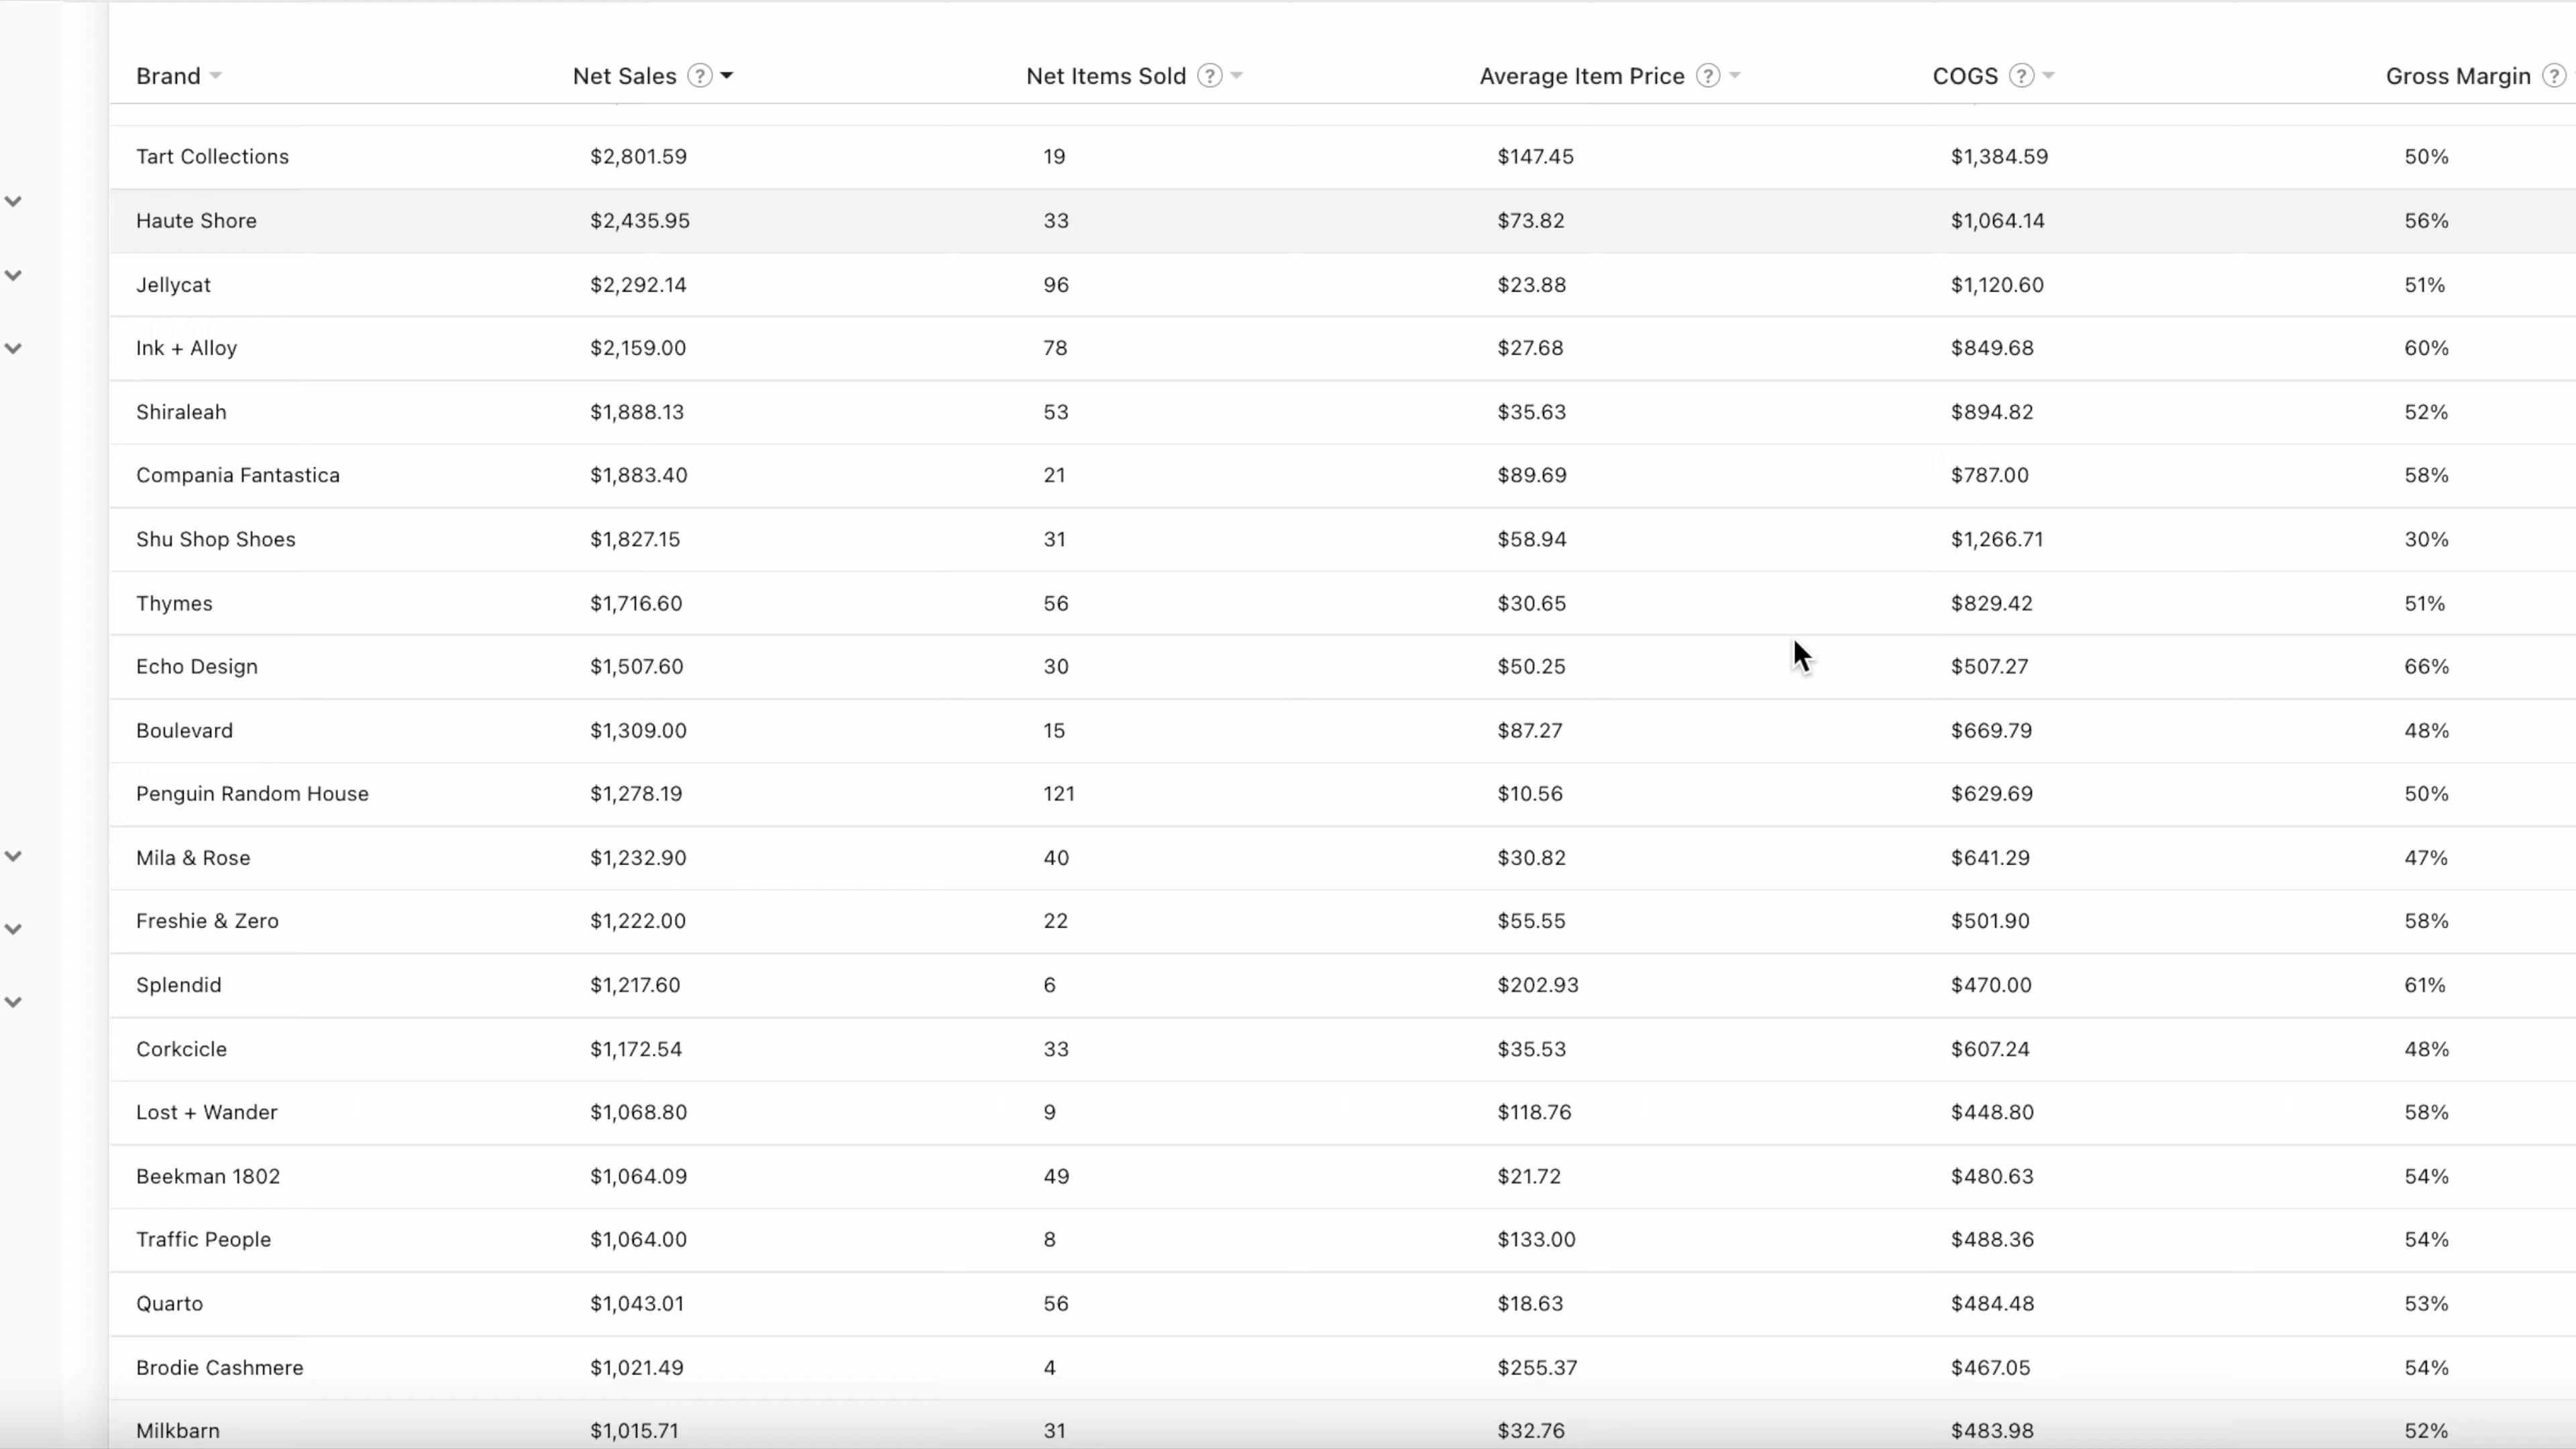 Brand Net Sales ? Net Items Sold ? Average Item Price ? COGS ? Gross Margin ?
Tart Collections $2,801.59 19 $147.45 $1,384.59 50%
Haute Shore $2,435.95 33 $73.82 $1,064.14 56%
Jellycat $2,292.14 96 $23.88 $1,120.60 51%
Ink + Alloy $2,159.00 78 $27.68 $849.68 60%
Shiraleah $1,888.13 53 $35.63 $894.82 52%
Compania Fantastica $1,883.40 21 $89.69 $787.00 58%
Shu Shop Shoes $1,827.15 31 $58.94 $1,266.71 30%
Thymes $1,716.60 56 $30.65 $829.42 51%
Echo Design $1,507.60 30 $50.25 $507.27 66%
Boulevard $1,309.00 15 $87.27 $669.79 48%
Penguin Random House $1,278.19 121 $10.56 $629.69 50%
Mila & Rose $1,232.90 40 $30.82 $641.29 47%
Freshie & Zero $1,222.00 22 $55.55 $501.90 58%
Splendid $1,217.60 6 $202.93 $470.00 61%
Corkcicle $1,172.54 33 $35.53 $607.24 48%
Lost + Wander $1,068.80 9 $118.76 $448.80 58%
Beekman 1802 $1,064.09 49 $21.72 $480.63 54%
Traffic People $1,064.00 8 $133.00 $488.36 54%
Quarto $1,043.01 56 $18.63 $484.48 53%
Brodie Cashmere $1,021.49 4 $255.37 $467.05 54%
Milkbarn $1,015.71 31 $32.76 $483.98 52%